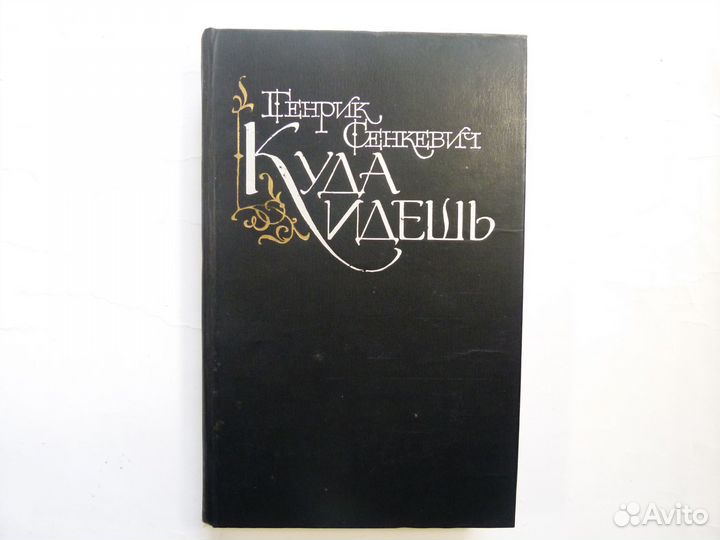 Генрик
Сенкевич
Куда
идешь
Avito